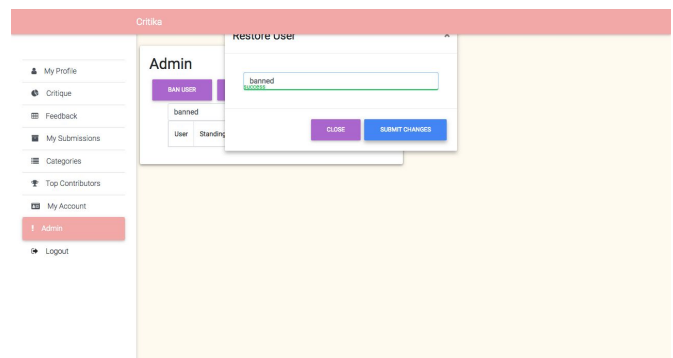 Critika
My Profile
Critique
Feedback
My Submissions
Categories
Top Contributors
My Account
Admin
Logout
Admin
BAN USER
banned
User Standing
Restore User
×
banned
success
CLOSE
SUBMIT CHANGES